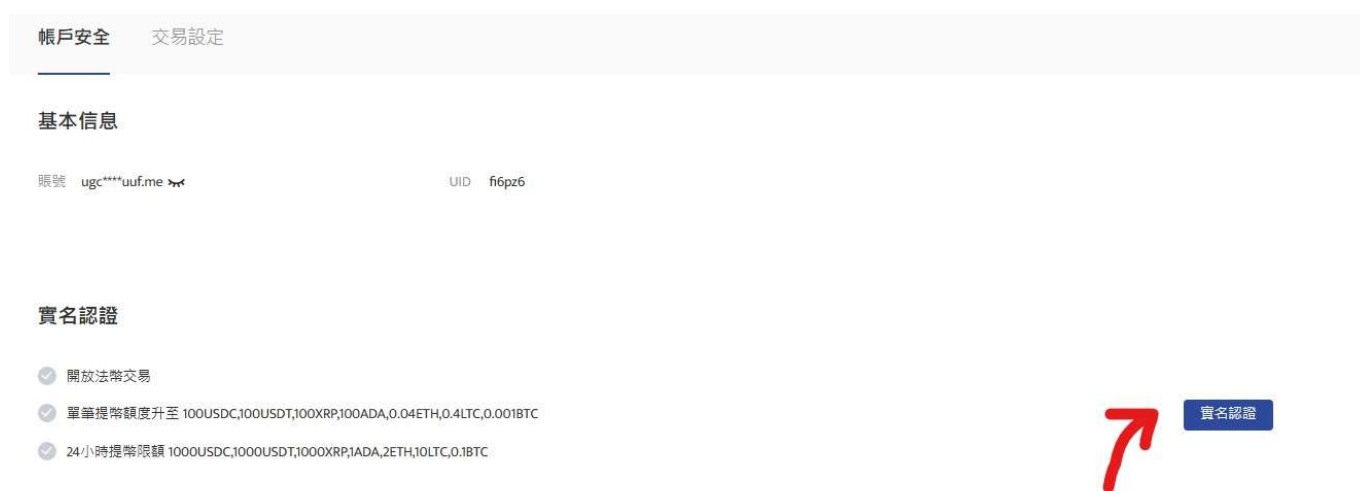 帳戶安全 交易設定
基本信息
賬號 ugc****uuf.me UID fi6pz6
實名認證
開放法幣交易
單筆提幣額度升至 100USDC,100USDT,100XRP,100ADA,0.04ETH,0.4LTC,0.001BTC
實名認證
24小時提幣限額 1000USDC,1000USDT,1000XRP,1ADA,2ETH,10LTC,0.1BTC